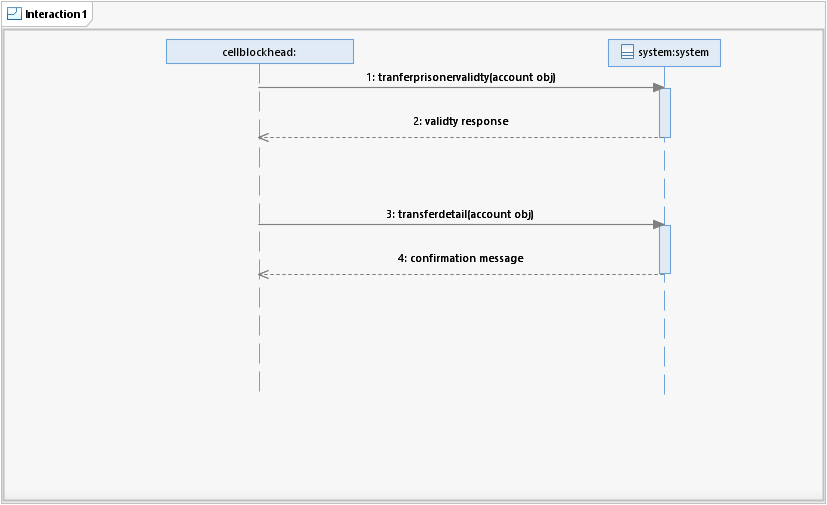 Interaction1
cellblockhead:
system:system
1: tranferprisonervalidty(account obj)
2: validty response
3: transferdetail(account obj)
4: confirmation message